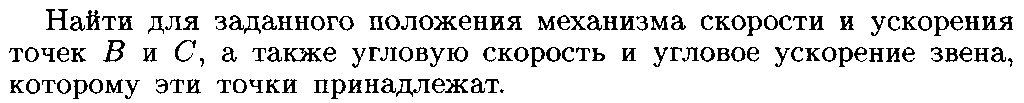 Найти для заданного положения механизма скорости и ускорения
точек B и C, а также угловую скорость и угловое ускорение звена,
которому эти точки принадлежат.